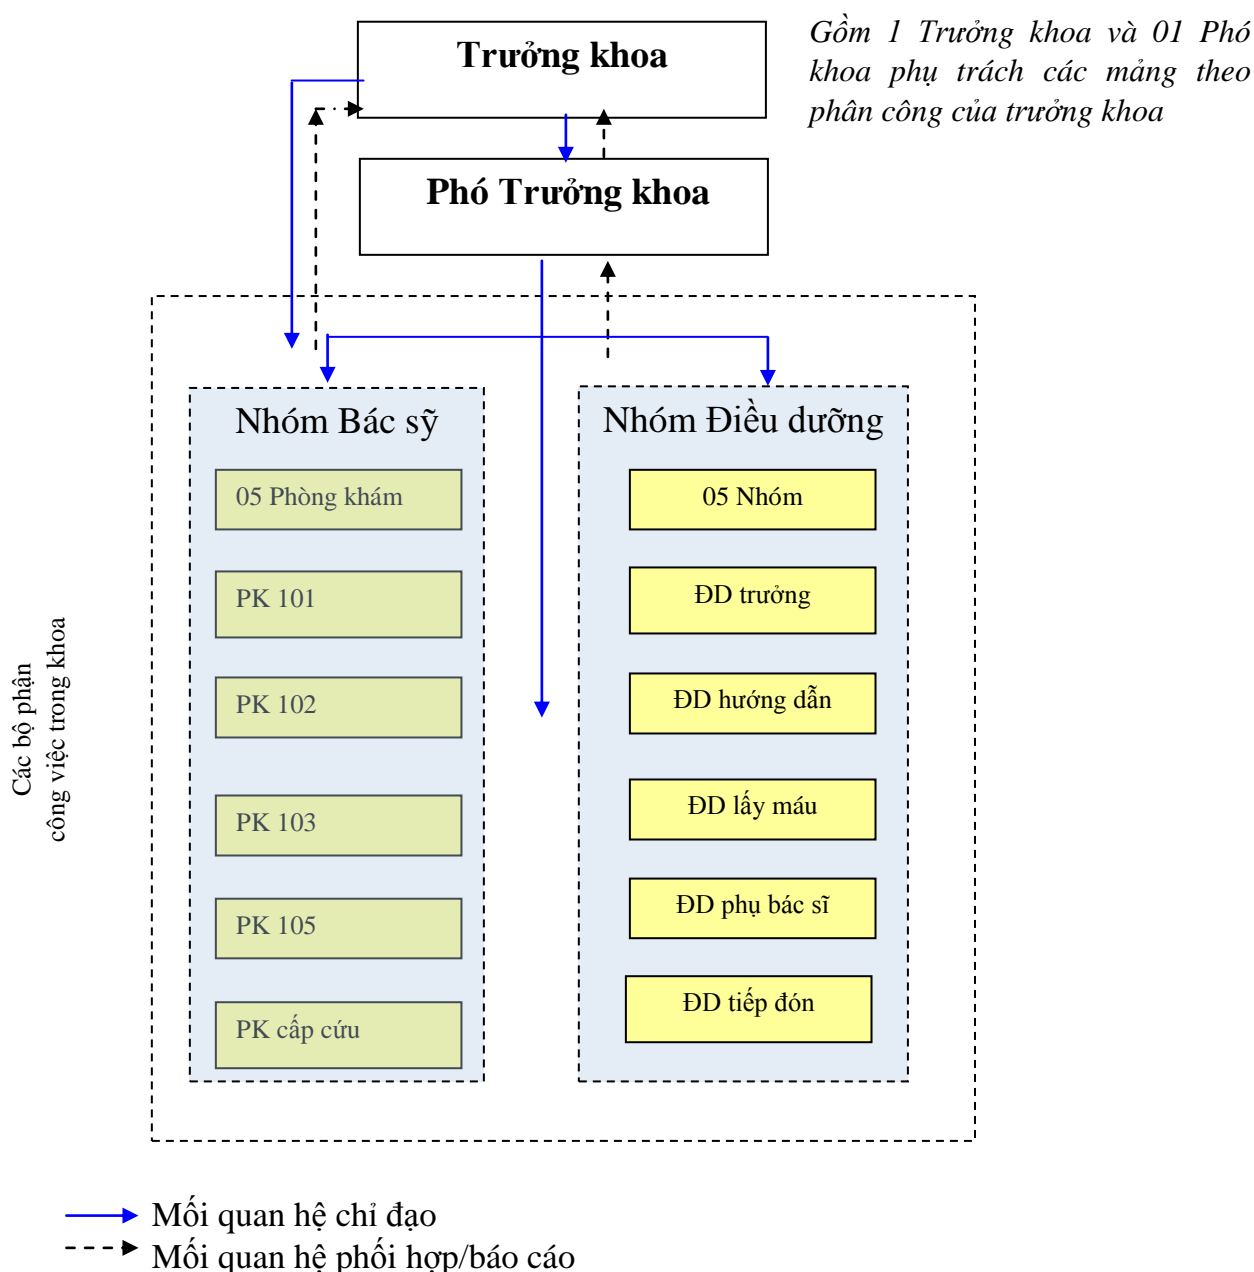 Trưởng khoa
Gồm 1 Trưởng khoa và 01 Phó
khoa phụ trách các mảng theo
phân công của trưởng khoa
Phó Trưởng khoa
Các bộ phận
công việc trong khoa
Nhóm Bác sỹ
05 Phòng khám
PK 101
PK 102
PK 103
PK 105
PK cấp cứu
Nhóm Điều dưỡng
05 Nhóm
ĐD trưởng
ĐD hướng dẫn
ĐD lấy máu
ĐD phụ bác sĩ
ĐD tiếp đón
Mối quan hệ chỉ đạo
Mối quan hệ phối hợp/báo cáo